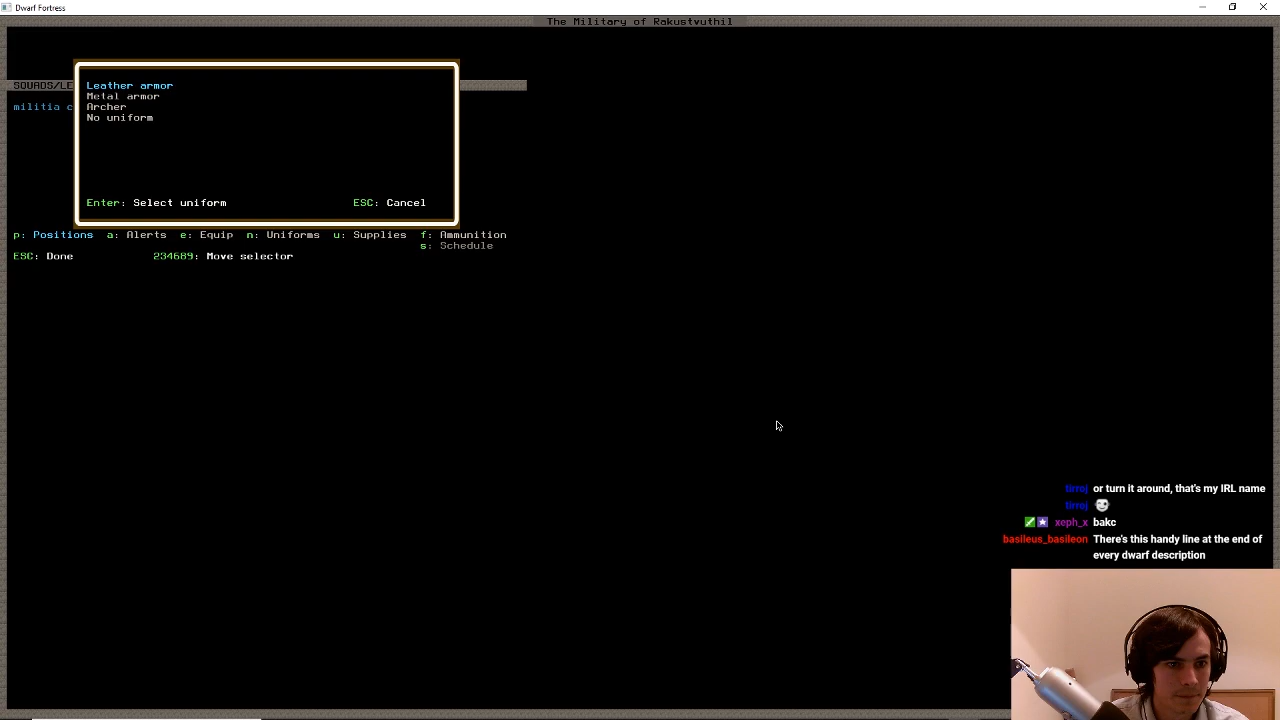 Dwarf Fortress
The Military of Rakustvuthil
SQUADS/LE
militia c
Leather armor
Metal armor
Archer
No uniform
Enter: Select uniform ESC: Cancel
p: Positions a: Alerts e: Equip n: Uniforms u: Supplies f: Ammunition
s: Schedule
ESC: Done 234689: Move selector
tirroj or turn it around, that's my IRL name
tirroj
xeph_x bakc
basileus_basileon There's this handy line at the end of
every dwarf description